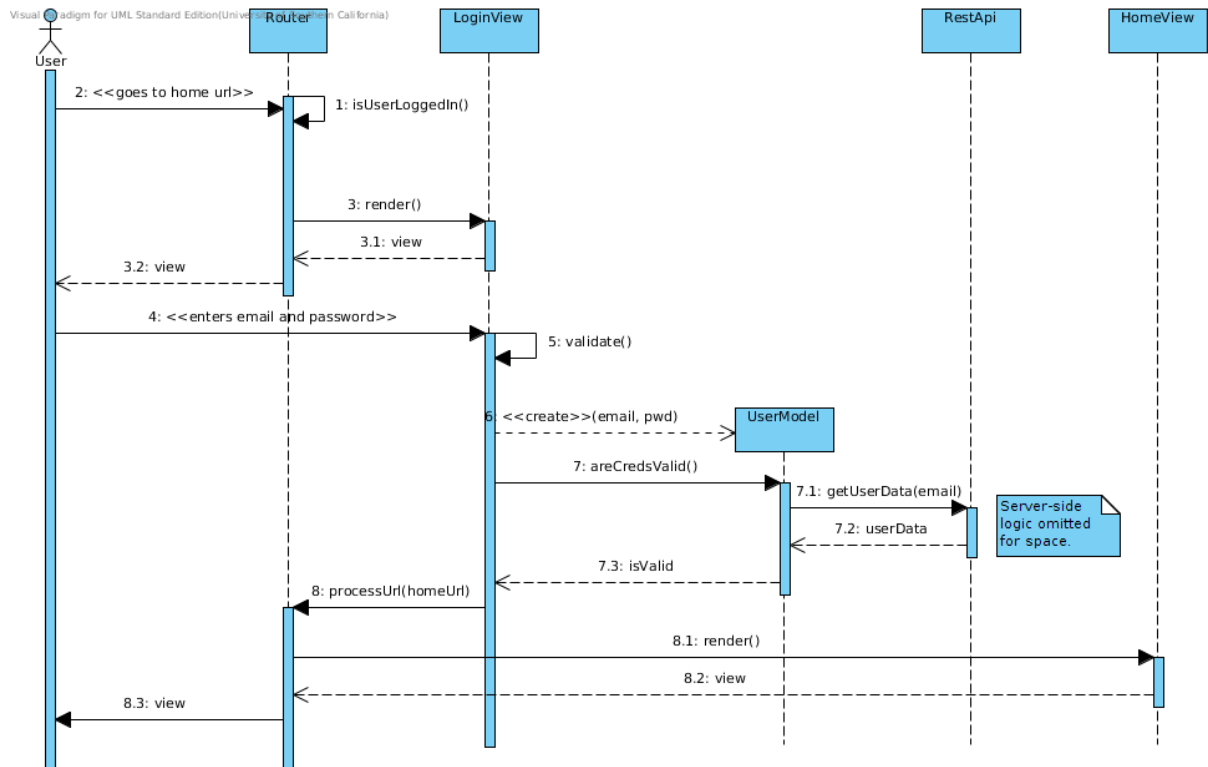 Visual Paradigm for UML Standard Edition(University of Southern California)
Router
LoginView
RestApi
HomeView
User
2: <<goes to home url>>
1: isUserLoggedIn()
3: render()
3.1: view
3.2: view
4: <<enters email and password>>
5: validate()
6: <<create>>(email, pwd)
UserModel
7: areCredsValid()
7.1: getUserData(email)
Server-side
logic omitted
for space.
7.2: userData
7.3: isValid
8: processUrl(homeUrl)
8.1: render()
8.2: view
8.3: view